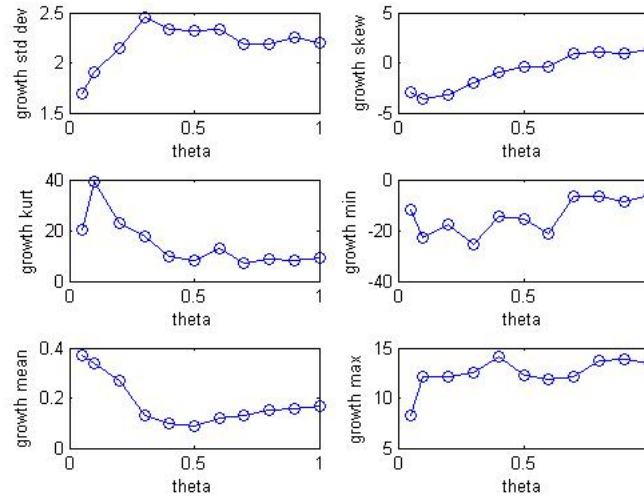 2.5
2
1.5
growth std dev
0
0.5
1
theta
5
0
-5
growth skew
0
0.5
theta
40
20
0
growth kurt
0
0.5
1
theta
0
-20
-40
growth min
0
0.5
theta
0.4
0.2
0
growth mean
0
0.5
1
theta
15
10
5
growth max
0
0.5
theta